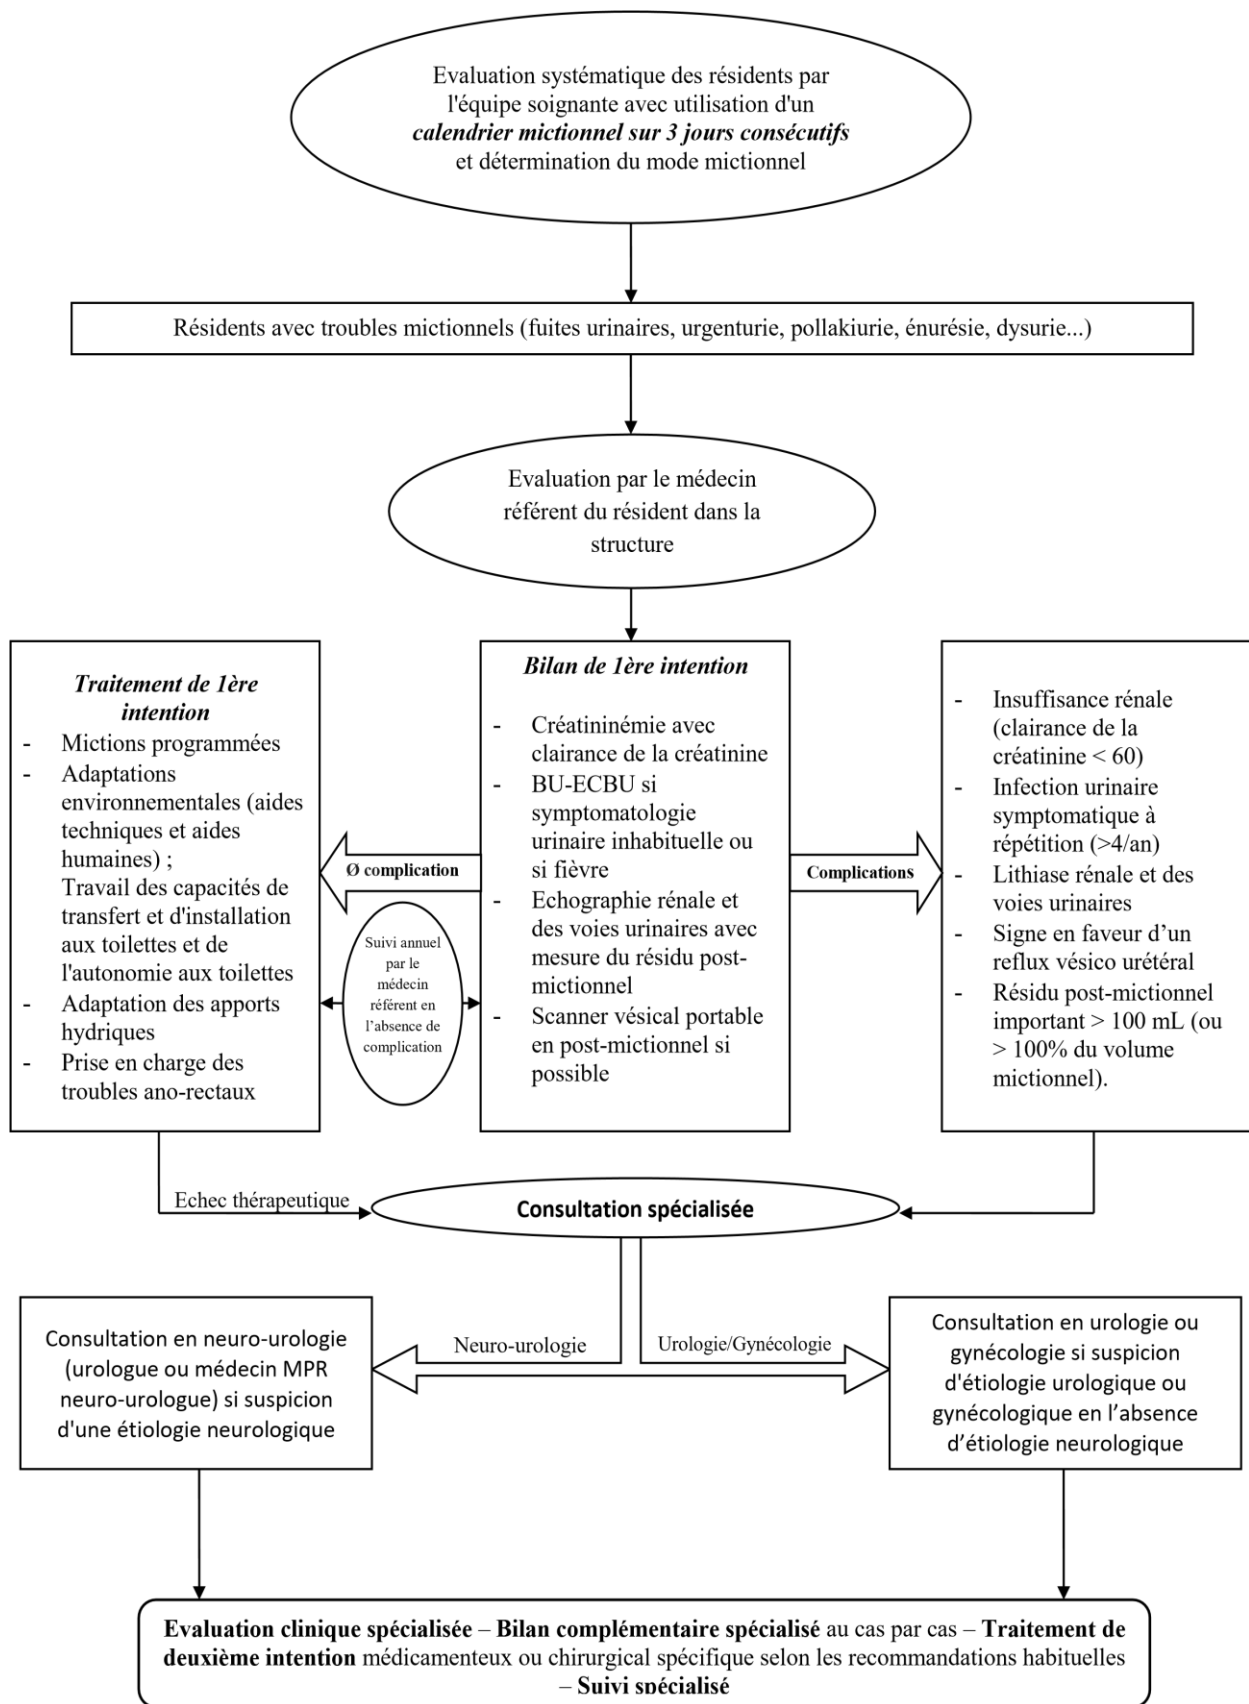 Evaluation systématique des résidents par
l'équipe soignante avec utilisation d'un
calendrier mictionnel sur 3 jours consécutifs
et détermination du mode mictionnel
Résidents avec troubles mictionnels (fuites urinaires, urgenturie, pollakiurie, énurésie, dysurie...)
Evaluation par le médecin
référent du résident dans la
structure
Traitement de 1ère
intention
- Mictions programmées
- Adaptations
environnementales (aides
techniques et aides
humaines) ;
Travail des capacités de
transfert et d'installation
aux toilettes et de
l'autonomie aux toilettes
- Adaptation des apports
hydriques
- Prise en charge des
troubles ano-rectaux
Ø complication
Suivi annuel
par le
médecin
référent en
l’absence de
complication
Bilan de 1ère intention
- Créatininémie avec
clairance de la créatinine
- BU-ECBU si
symptomatologie
urinaire inhabituelle ou
si fièvre
- Echographie rénale et
des voies urinaires avec
mesure du résidu post-
mictionnel
- Scanner vésical portable
en post-mictionnel si
possible
Complications
- Insuffisance rénale
(clairance de la
créatinine < 60)
- Infection urinaire
symptomatique à
répétition (>4/an)
- Lithiase rénale et des
voies urinaires
- Signe en faveur d’un
reflux vésico urétéral
- Résidu post-mictionnel
important > 100 mL (ou
> 100% du volume
mictionnel).
Echec thérapeutique
Consultation spécialisée
Neuro-urologie
Urologie/Gynécologie
Consultation en neuro-urologie
(urologue ou médecin MPR
neuro-urologue) si suspicion
d'une étiologie neurologique
Consultation en urologie ou
gynécologie si suspicion
d'étiologie urologique ou
gynécologique en l’absence
d’étiologie neurologique
Evaluation clinique spécialisée – Bilan complémentaire spécialisé au cas par cas – Traitement de
deuxième intention médicamenteux ou chirurgical spécifique selon les recommandations habituelles
– Suivi spécialisé